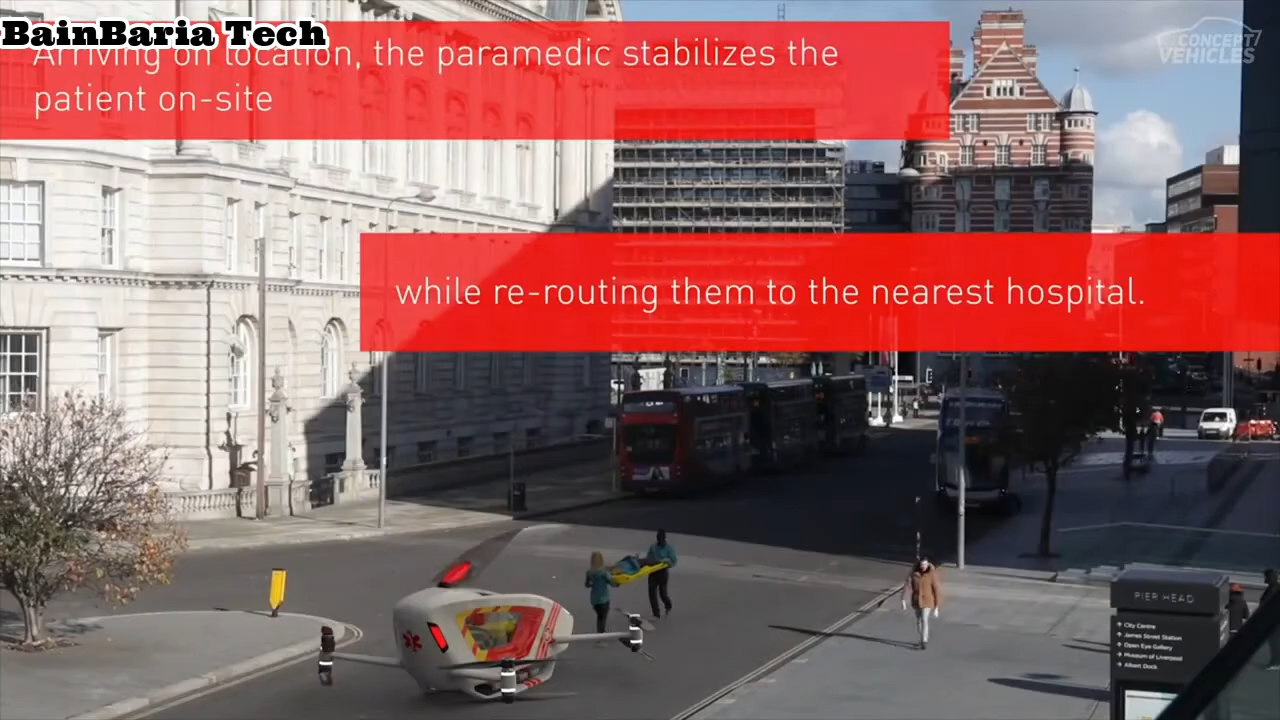 BainBaria Tech
Arriving on location, the paramedic stabilizes the
patient on-site
CONCEPT
VEHICLES
while re-routing them to the nearest hospital.
PIER HEAD
City Centre
James Street Station
Open Eye Gallery
Museum of Liverpool
Albert Dock